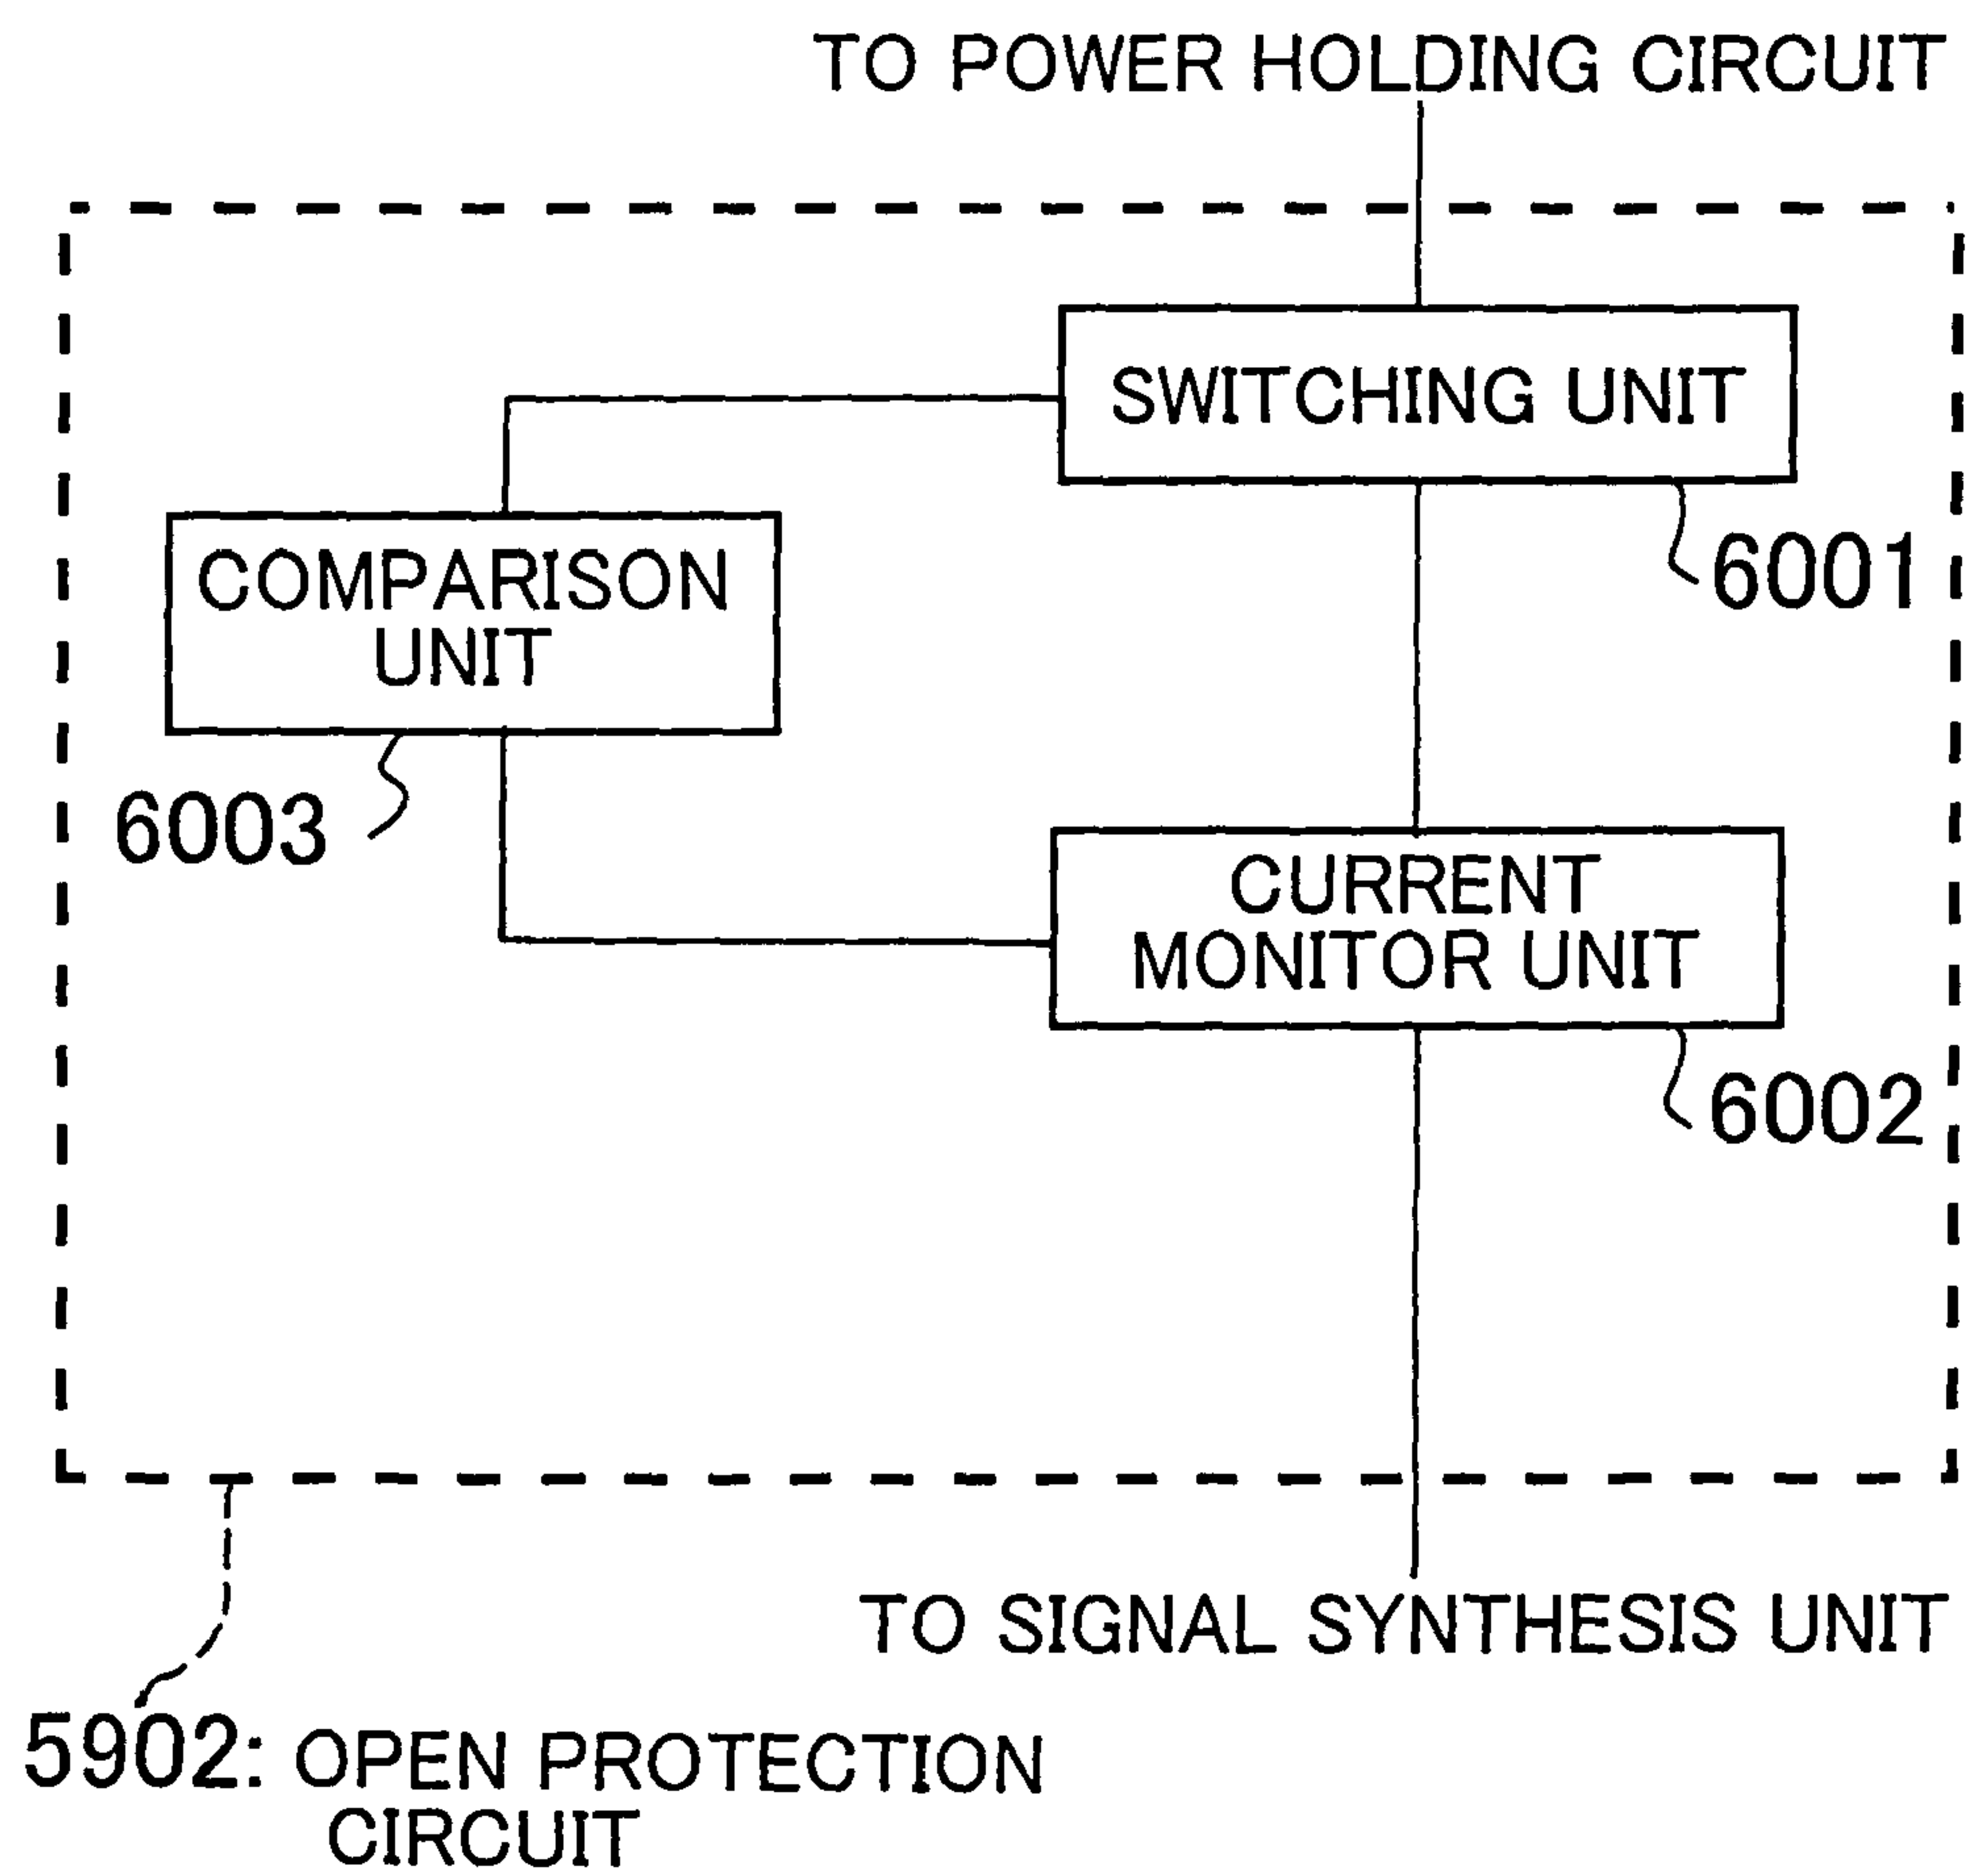 TO POWER HOLDING CIRCUIT
SWITCHING UNIT
6001
COMPARISON
UNIT
6003
CURRENT
MONITOR UNIT
6002
TO SIGNAL SYNTHESIS UNIT
5902: OPEN PROTECTION
CIRCUIT